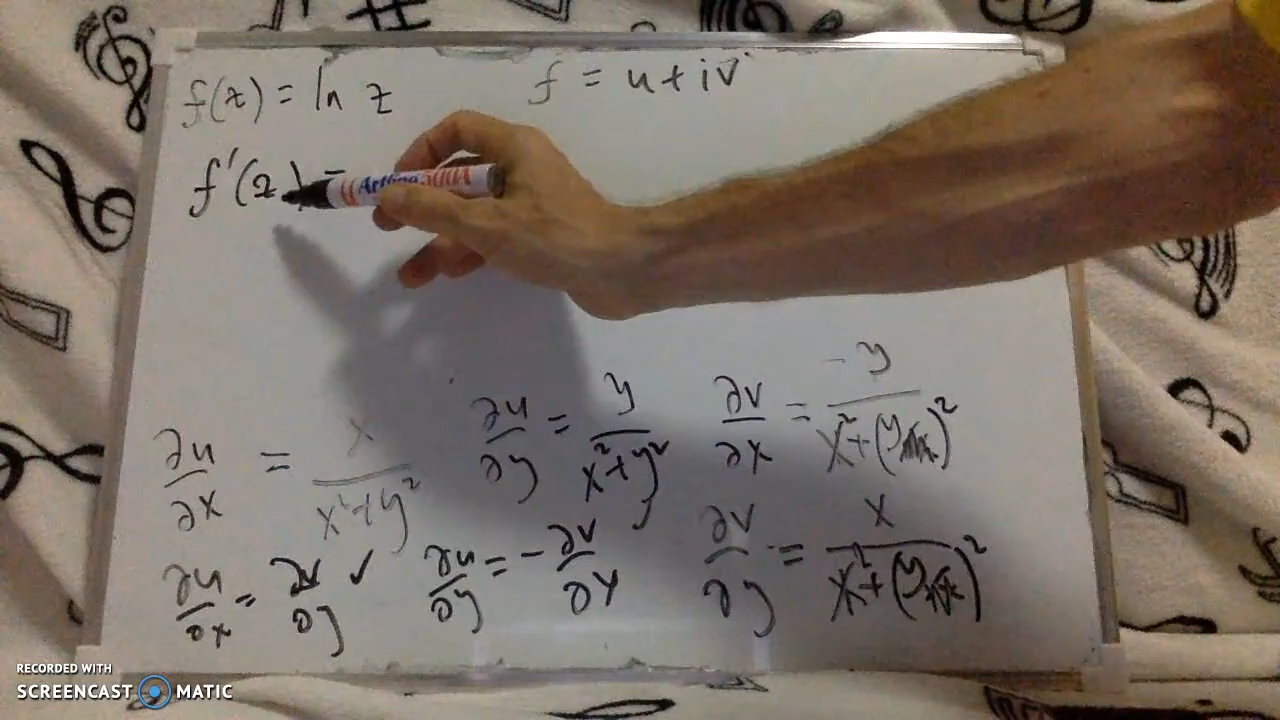 f(z) = ln z
f = u + iv
f'(z) =
∂u/∂x = x/(x²+y²)
∂u/∂y = y/(x²+y²)
∂v/∂x = -y/(x²+(y)²)
∂v/∂y = x/(x²+(y)²)
∂u/∂x = ∂v/∂y ✓
∂u/∂y = -∂v/∂x
Artline
RECORDED WITH
SCREENCAST MATIC